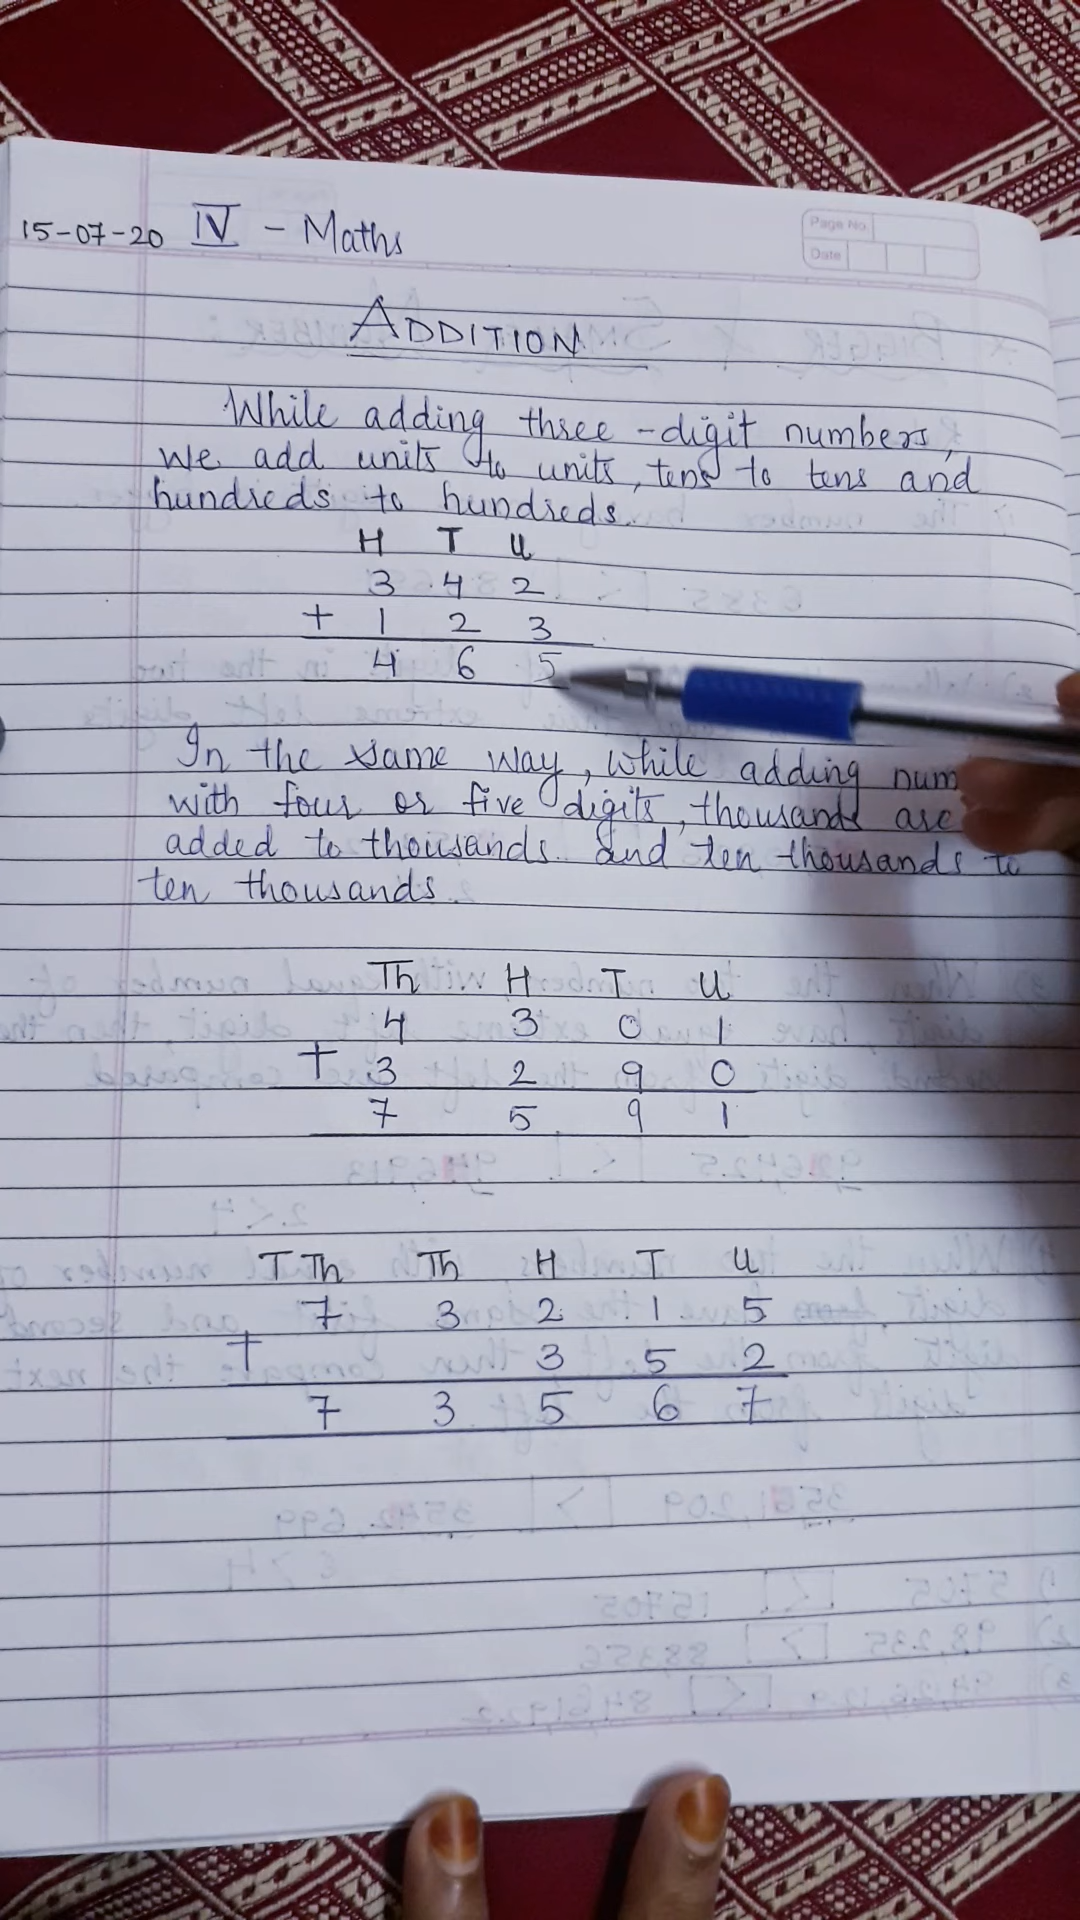 15-07-20 IV - Maths
Page No.
Date
ADDITION
While adding three-digit numbers,
we add units to units, tens to tens and
hundreds to hundreds.
H T U
3 4 2
+ 1 2 3
4 6 5
In the same way, while adding num
with four or five digits, thousands are
added to thousands and ten thousands to
ten thousands.
Th H T U
4 3 0 1
+ 3 2 9 0
7 5 9 1
T Th Th H T U
7 3 2 1 5
+ 3 5 2
7 3 5 6 7